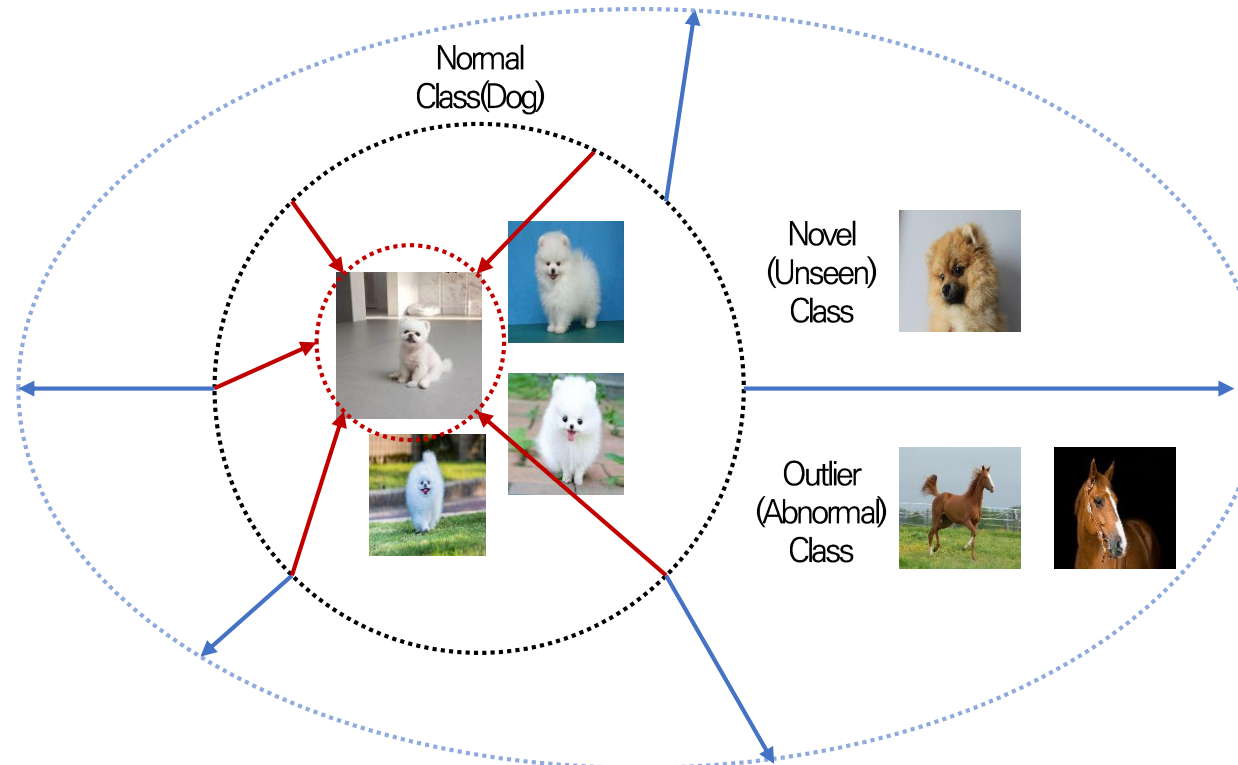 Normal
Class(Dog)
Novel
(Unseen)
Class
Outlier
(Abnormal)
Class